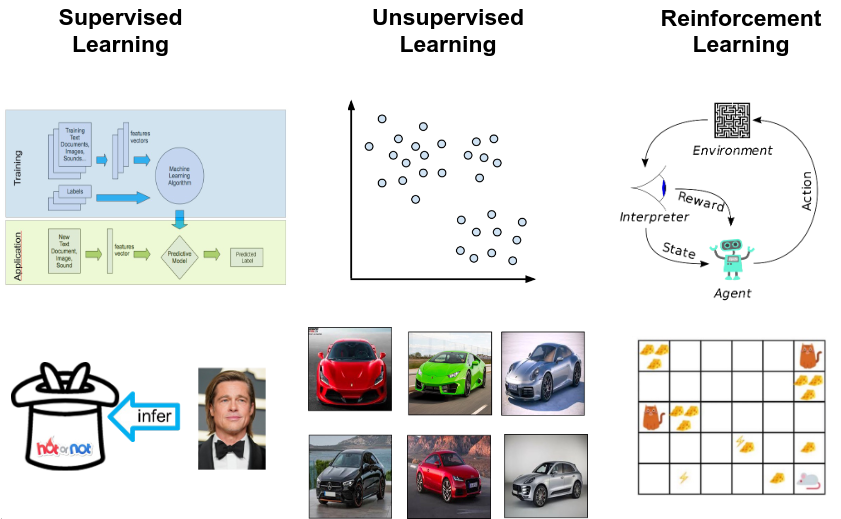 Supervised
Learning
Unsupervised
Learning
Reinforcement
Learning
Training
Training
Text
Documents,
Images,
Sounds...
features
vectors
Machine
Learning
Algorithm
Labels
Application
New
Text
Document,
Image,
Sound
features
vector
Predictive
Model
Predicted
Label
Environment
Reward
Interpreter
State
Action
Agent
hot or not
infer